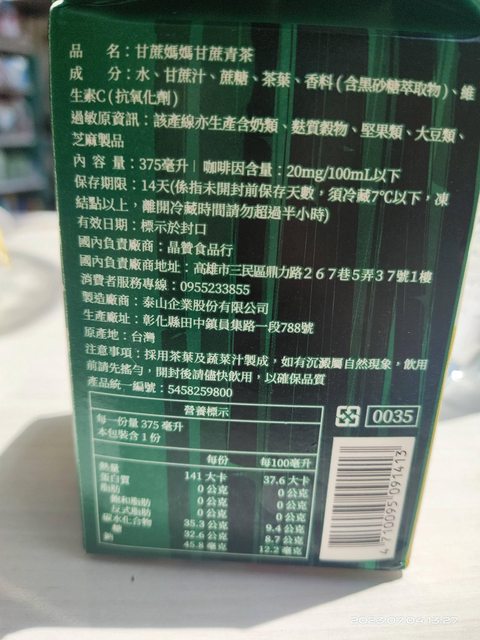 品　　名：甘蔗媽媽甘蔗青茶
成　　分：水、甘蔗汁、蔗糖、茶葉、香料(含黑砂糖萃取物)、維
生素C(抗氧化劑)
過敏原資訊：該產線亦生產含奶類、麩質穀物、堅果類、大豆類、
芝麻製品
內 容 量：375毫升| 咖啡因含量：20mg/100mL以下
保存期限：14天(係指未開封前保存天數，須冷藏7℃以下，凍
結點以上，離開冷藏時間請勿超過半小時)
有效日期：標示於封口
國內負責廠商：晶贊食品行
國內負責廠商地址：高雄市三民區鼎力路267巷5弄37號1樓
消費者服務專線：0955233855
製造廠商：泰山企業股份有限公司
生產廠址：彰化縣田中鎮員集路一段788號
原產地：台灣
注意事項：採用茶葉及蔬菜汁製成，如有沉澱屬自然現象，飲用
前請先搖勻，開封後請儘快飲用，以確保品質
產品統一編號：5458259800
營養標示
每一份量 375 毫升
本包裝含 1 份
每份 每100毫升
熱量 141 大卡 37.6 大卡
蛋白質 0 公克 0 公克
脂肪 0 公克 0 公克
飽和脂肪 0 公克 0 公克
反式脂肪 0 公克 0 公克
碳水化合物 35.3 公克 9.4 公克
糖 32.6 公克 8.7 公克
鈉 45.8 毫克 12.2 毫克
0035
4710095091413
2023/07/04 13:27